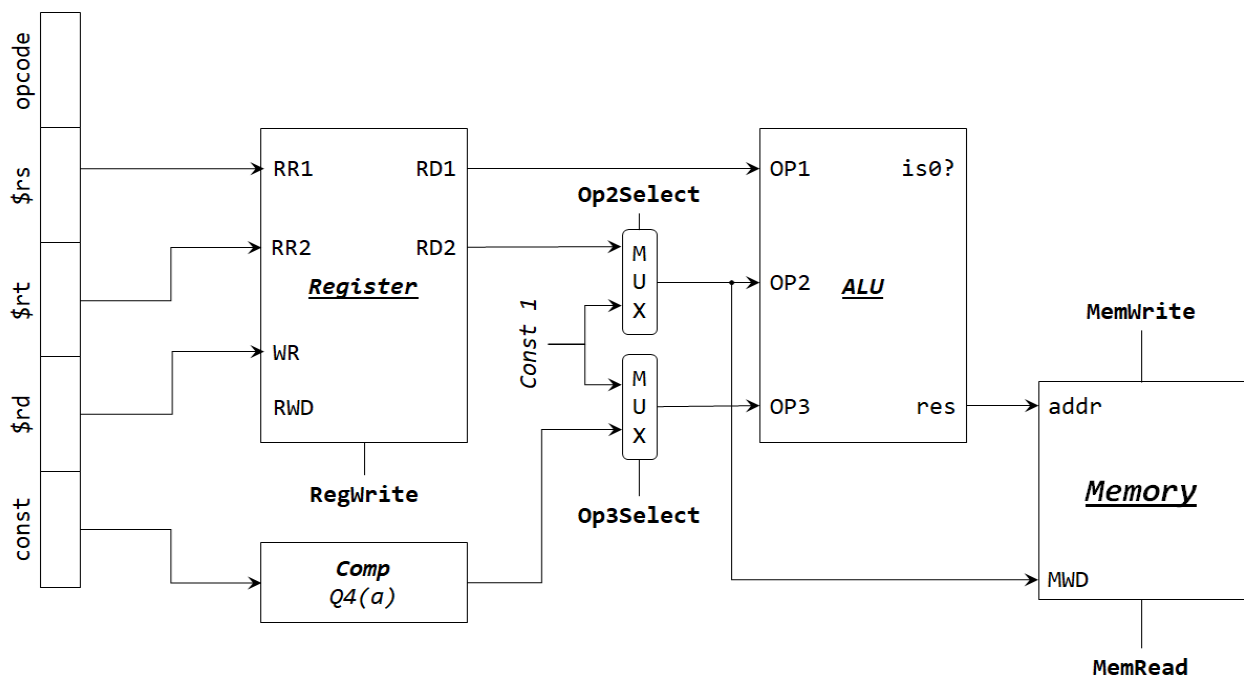 opcode
$rs
$rt
$rd
const
RR1
RD1
RR2
RD2
Register
WR
RWD
RegWrite
Comp
Q4(a)
Op2Select
M
U
X
Const 1
M
U
X
Op3Select
OP1
is0?
OP2
ALU
OP3
res
MemWrite
addr
Memory
MWD
MemRead